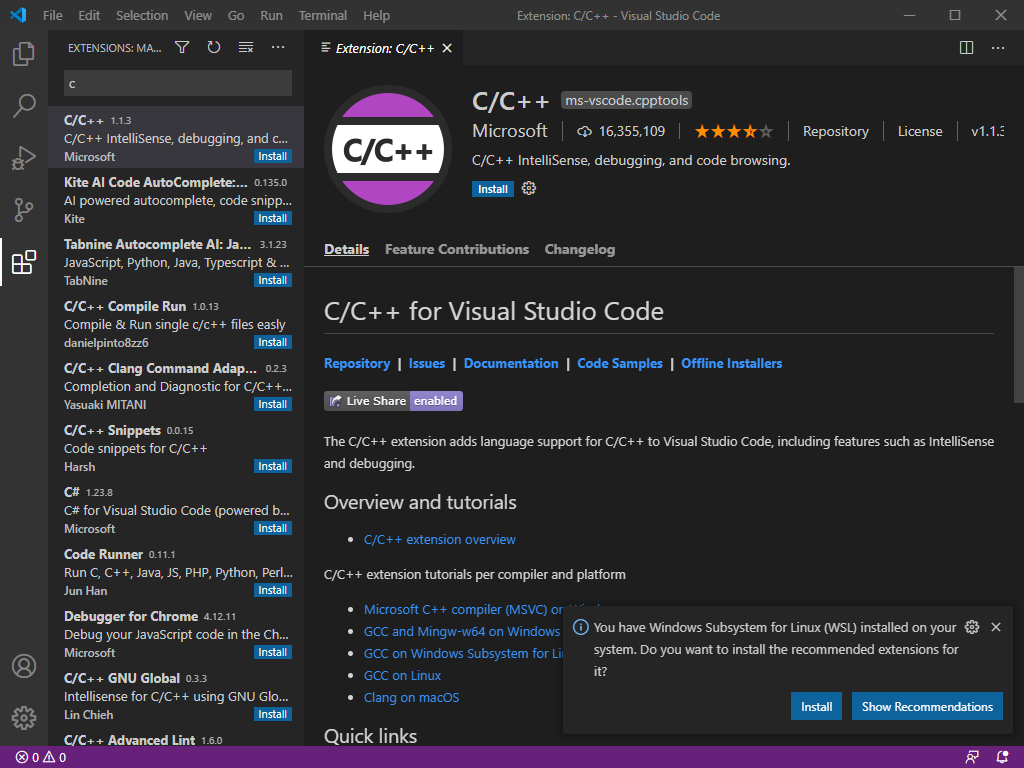 File Edit Selection View Go Run Terminal Help
Extension: C/C++ - Visual Studio Code
EXTENSIONS: MA...
c
C/C++ 1.1.3
C/C++ IntelliSense, debugging, and c...
Microsoft Install
Kite AI Code AutoComplete:... 0.135.0
AI powered autocomplete, code snipp...
Kite Install
Tabnine Autocomplete AI: Ja... 3.1.23
JavaScript, Python, Java, Typescript & ...
TabNine Install
C/C++ Compile Run 1.0.13
Compile & Run single c/c++ files easly
danielpinto8zz6 Install
C/C++ Clang Command Adap... 0.2.3
Completion and Diagnostic for C/C++...
Yasuaki MITANI Install
C/C++ Snippets 0.0.15
Code snippets for C/C++
Harsh Install
C# 1.23.8
C# for Visual Studio Code (powered b...
Microsoft Install
Code Runner 0.11.1
Run C, C++, Java, JS, PHP, Python, Perl...
Jun Han Install
Debugger for Chrome 4.12.11
Debug your JavaScript code in the Ch...
Microsoft Install
C/C++ GNU Global 0.3.3
Intellisense for C/C++ using GNU Glo...
Lin Chieh Install
C/C++ Advanced Lint 1.6.0
Extension: C/C++
C/C++
C/C++ ms-vscode.cpptools
Microsoft 16,355,109 Repository License v1.1.3
C/C++ IntelliSense, debugging, and code browsing.
Install
Details Feature Contributions Changelog
C/C++ for Visual Studio Code
Repository | Issues | Documentation | Code Samples | Offline Installers
Live Share enabled
The C/C++ extension adds language support for C/C++ to Visual Studio Code, including features such as IntelliSense
and debugging.
Overview and tutorials
• C/C++ extension overview
C/C++ extension tutorials per compiler and platform
• Microsoft C++ compiler (MSVC) on
• GCC and Mingw-w64 on Windows
• GCC on Windows Subsystem for
• GCC on Linux
• Clang on macOS
Quick links
You have Windows Subsystem for Linux (WSL) installed on your
system. Do you want to install the recommended extensions for
it?
Install Show Recommendations
0 0